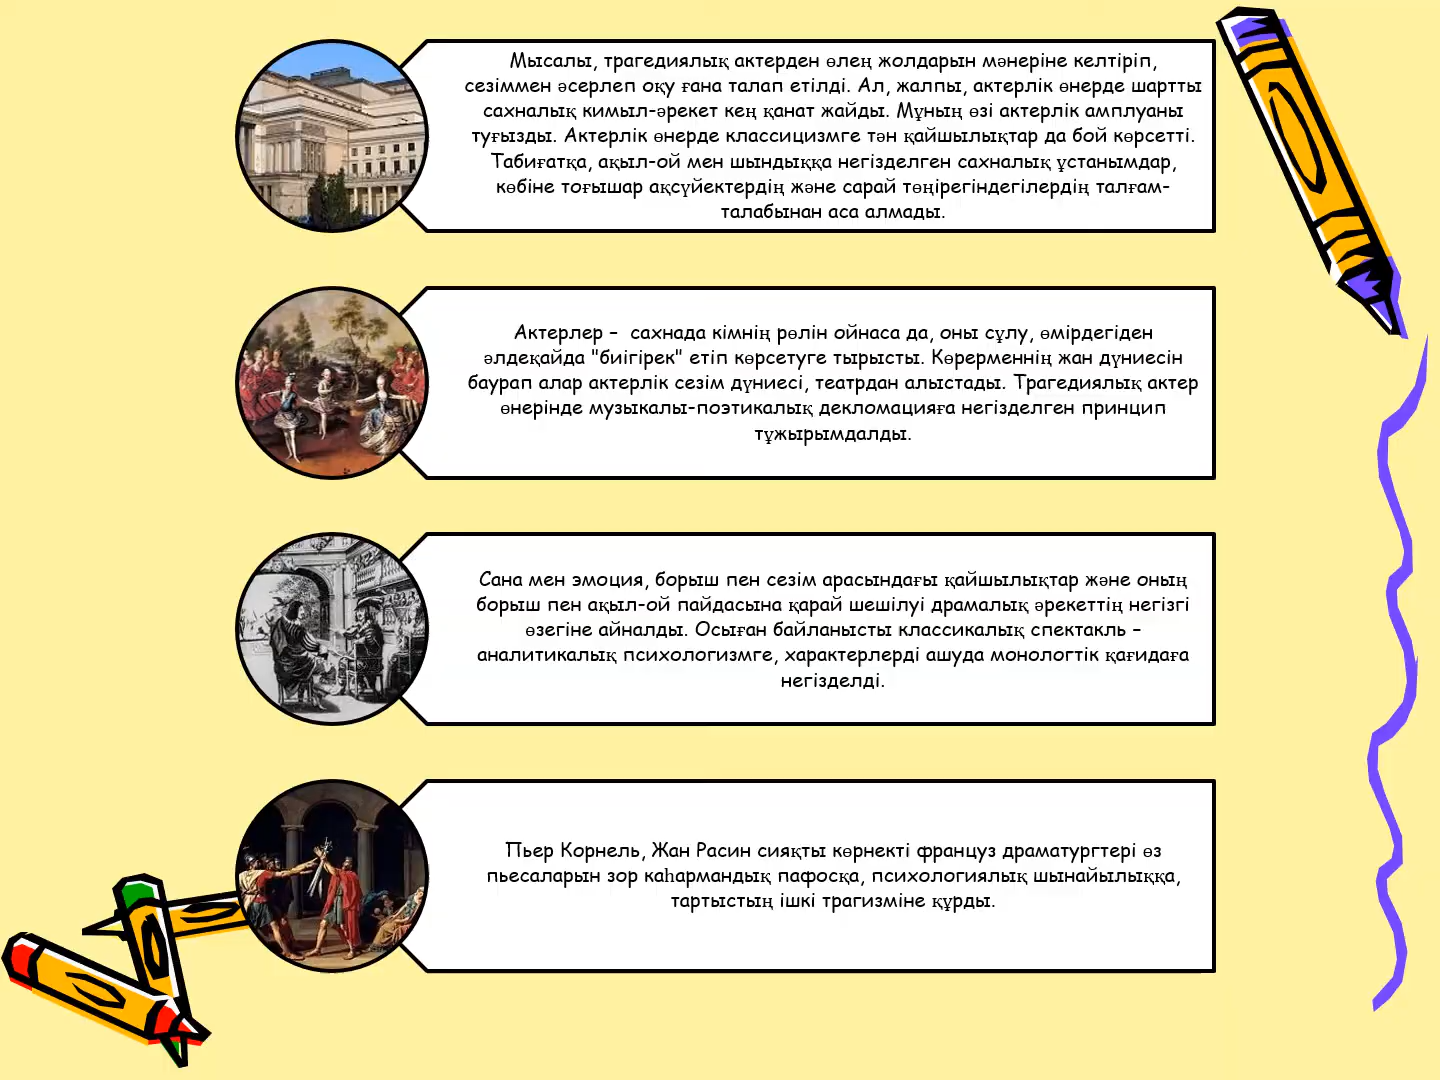 Мысалы, трагедиялық актерден өлең жолдарын мәнеріне келтіріп,
сезіммен әсерлеп оқу ғана талап етілді. Ал, жалпы, актерлік өнерде шартты
сахналық кимыл-әрекет кең қанат жайды. Мұның өзі актерлік амплуаны
туғызды. Актерлік өнерде классицизмге тән қайшылықтар да бой көрсетті.
Табиғатқа, ақыл-ой мен шындыққа негізделген сахналық ұстанымдар,
көбіне тоғышар ақсүйектердің және сарай төңірегіндегілердің талғам-
талабынан аса алмады.
Актерлер – сахнада кімнің рөлін ойнаса да, оны сұлу, өмірдегіден
әлдеқайда "биігірек" етіп көрсетуге тырысты. Көрерменнің жан дүниесін
баурап алар актерлік сезім дүниесі, театрдан алыстады. Трагедиялық актер
өнерінде музыкалы-поэтикалық декломацияға негізделген принцип
тұжырымдалды.
Сана мен эмоция, борыш пен сезім арасындағы қайшылықтар және оның
борыш пен ақыл-ой пайдасына қарай шешілуі драмалық әрекеттің негізгі
өзегіне айналды. Осыған байланысты классикалық спектакль –
аналитикалық психологизмге, характерлерді ашуда монологтік қағидаға
негізделді.
Пьер Корнель, Жан Расин сияқты көрнекті француз драматургтері өз
пьесаларын зор каһармандық пафосқа, психологиялық шынайылыққа,
тартыстың ішкі трагизміне құрды.